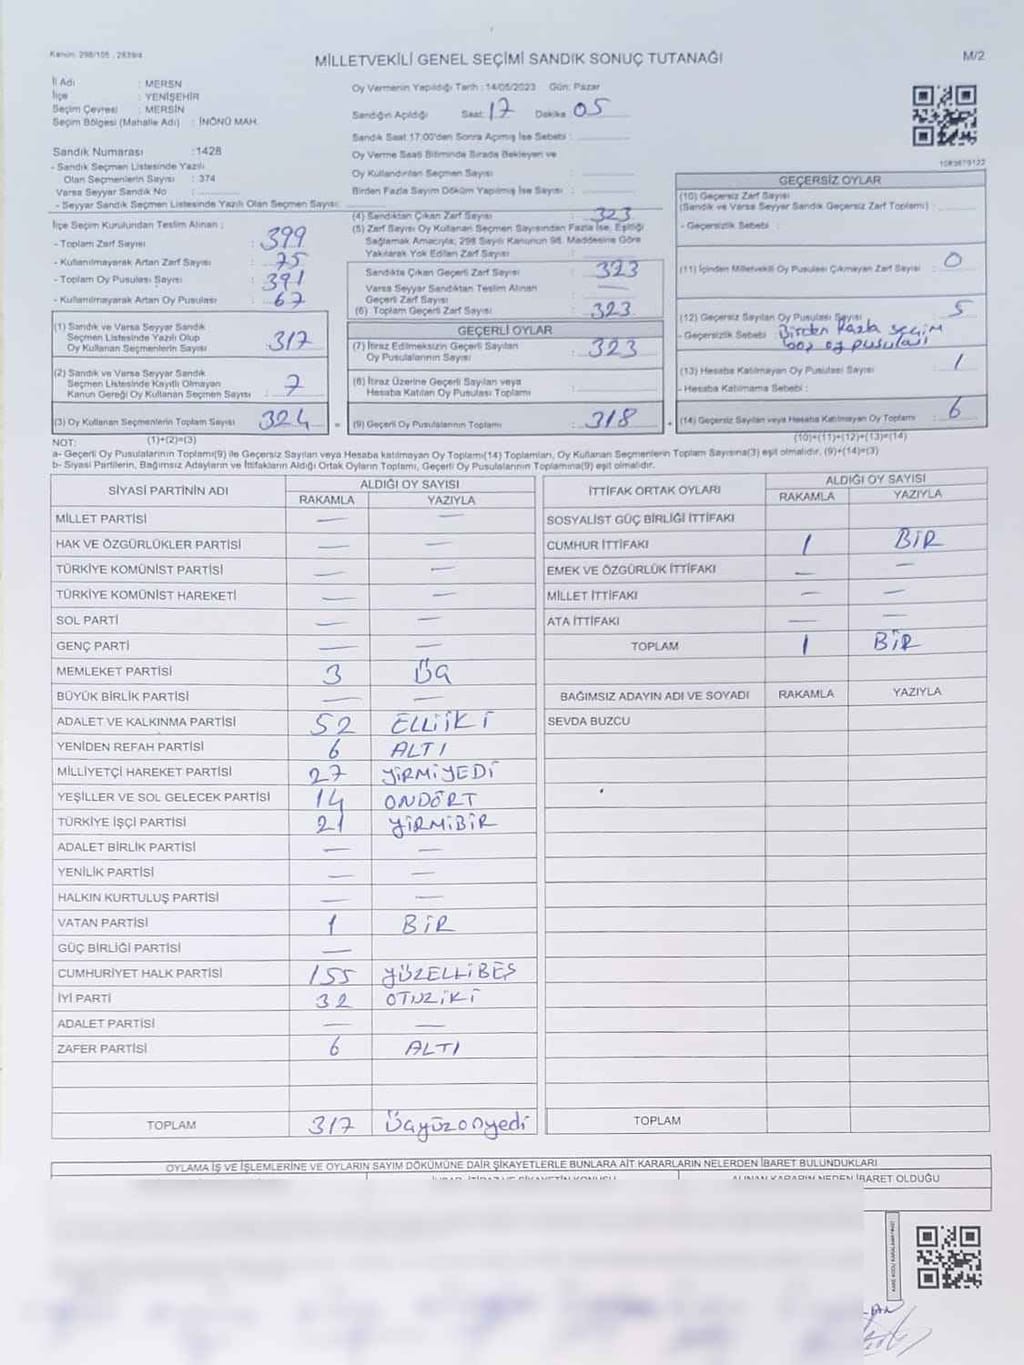 Kanun: 298/105, 2839/4
MİLLETVEKİLİ GENEL SEÇİMİ SANDIK SONUÇ TUTANAĞI
M/2
İl Adı : MERSİN
İlçe : YENİŞEHİR
Seçim Çevresi : MERSİN
Seçim Bölgesi (Mahalle Adı) : İNÖNÜ MAH.
Oy Vermenin Yapıldığı Tarih : 14/05/2023 Gün: Pazar
Sandığın Açıldığı Saat: 17 Dakika 05
Sandık Saat 17:00'den Sonra Açılmış İse Sebebi :
Oy Verme Saati Bitiminde Sırada Bekleyen ve
Oy Kullandırılan Seçmen Sayısı :
Birden Fazla Sayım Döküm Yapılmış İse Sayısı :
Sandık Numarası : 1428
- Sandık Seçmen Listesinde Yazılı
Olan Seçmenlerin Sayısı : 374
Varsa Seyyar Sandık No :
- Seyyar Sandık Seçmen Listesinde Yazılı Olan Seçmen Sayısı:
İlçe Seçim Kurulundan Teslim Alınan :
- Toplam Zarf Sayısı : 399
- Kullanılmayarak Artan Zarf Sayısı : 75
- Toplam Oy Pusulası Sayısı : 391
- Kullanılmayarak Artan Oy Pusulası : 67
(1) Sandık ve Varsa Seyyar Sandık
Seçmen Listesinde Yazılı Olup
Oy Kullanan Seçmenlerin Sayısı : 317
(2) Sandık ve Varsa Seyyar Sandık
Seçmen Listesinde Kayıtlı Olmayan
Kanun Gereği Oy Kullanan Seçmen Sayısı : 7
(3) Oy Kullanan Seçmenlerin Toplam Sayısı : 324
(4) Sandıktan Çıkan Zarf Sayısı : 323
(5) Zarf Sayısı Oy Kullanan Seçmen Sayısından Fazla İse, Eşitliği
Sağlamak Amacıyla; 298 Sayılı Kanunun 98. Maddesine Göre
Yakılarak Yok Edilen Zarf Sayısı :
Sandıkta Çıkan Geçerli Zarf Sayısı : 323
Varsa Seyyar Sandıktan Teslim Alınan
Geçerli Zarf Sayısı : —
(6) Toplam Geçerli Zarf Sayısı : 323
GEÇERLİ OYLAR
(7) İtiraz Edilmeksizin Geçerli Sayılan
Oy Pusulalarının Sayısı : 323
(8) İtiraz Üzerine Geçerli Sayılan veya
Hesaba Katılan Oy Pusulası Toplamı :
= (9) Geçerli Oy Pusulalarının Toplamı : 318
1083679122
GEÇERSİZ OYLAR
(10) Geçersiz Zarf Sayısı
(Sandık ve Varsa Seyyar Sandık Geçersiz Zarf Toplamı) :
- Geçersizlik Sebebi :
(11) İçinden Milletvekili Oy Pusulası Çıkmayan Zarf Sayısı : 0
(12) Geçersiz Sayılan Oy Pusulası Sayısı : 5
- Geçersizlik Sebebi : Birden fazla seçim
boş oy pusulası
(13) Hesaba Katılmayan Oy Pusulası Sayısı : 1
- Hesaba Katılmama Sebebi :
+ (14) Geçersiz Sayılan veya Hesaba Katılmayan Oy Toplamı : 6
NOT: (1)+(2)=(3) (10)+(11)+(12)+(13)=(14)
a- Geçerli Oy Pusulalarının Toplamı(9) ile Geçersiz Sayılan veya Hesaba katılmayan Oy Toplamı(14) Toplamları, Oy Kullanan Seçmenlerin Toplam Sayısına(3) eşit olmalıdır. (9)+(14)=(3)
b- Siyasi Partilerin, Bağımsız Adayların ve İttifakların Aldığı Ortak Oyların Toplamı, Geçerli Oy Pusulalarının Toplamına(9) eşit olmalıdır.
SİYASİ PARTİNİN ADI ALDIĞI OY SAYISI
RAKAMLA YAZIYLA
MİLLET PARTİSİ — —
HAK VE ÖZGÜRLÜKLER PARTİSİ — —
TÜRKİYE KOMÜNİST PARTİSİ — —
TÜRKİYE KOMÜNİST HAREKETİ — —
SOL PARTİ — —
GENÇ PARTİ — —
MEMLEKET PARTİSİ 3 ÜÇ
BÜYÜK BİRLİK PARTİSİ — —
ADALET VE KALKINMA PARTİSİ 52 ELLİİKİ
YENİDEN REFAH PARTİSİ 6 ALTI
MİLLİYETÇİ HAREKET PARTİSİ 27 YİRMİYEDİ
YEŞİLLER VE SOL GELECEK PARTİSİ 14 ONDÖRT
TÜRKİYE İŞÇİ PARTİSİ 21 YİRMİBİR
ADALET BİRLİK PARTİSİ — —
YENİLİK PARTİSİ — —
HALKIN KURTULUŞ PARTİSİ — —
VATAN PARTİSİ 1 BİR
GÜÇ BİRLİĞİ PARTİSİ —
CUMHURİYET HALK PARTİSİ 155 YÜZELLİBEŞ
İYİ PARTİ 32 OTUZİKİ
ADALET PARTİSİ — —
ZAFER PARTİSİ 6 ALTI
TOPLAM 317 Üçyüzonyedi
İTTİFAK ORTAK OYLARI ALDIĞI OY SAYISI
RAKAMLA YAZIYLA
SOSYALİST GÜÇ BİRLİĞİ İTTİFAKI
CUMHUR İTTİFAKI 1 BİR
EMEK VE ÖZGÜRLÜK İTTİFAKI — —
MİLLET İTTİFAKI — —
ATA İTTİFAKI — —
TOPLAM 1 BİR
BAĞIMSIZ ADAYIN ADI VE SOYADI RAKAMLA YAZIYLA
SEVDA BUZCU
TOPLAM
OYLAMA İŞ VE İŞLEMLERİNE VE OYLARIN SAYIM DÖKÜMÜNE DAİR ŞİKAYETLERLE BUNLARA AİT KARARLARIN NELERDEN İBARET BULUNDUKLARI
ALINAN KARARIN NEDEN İBARET OLDUĞU